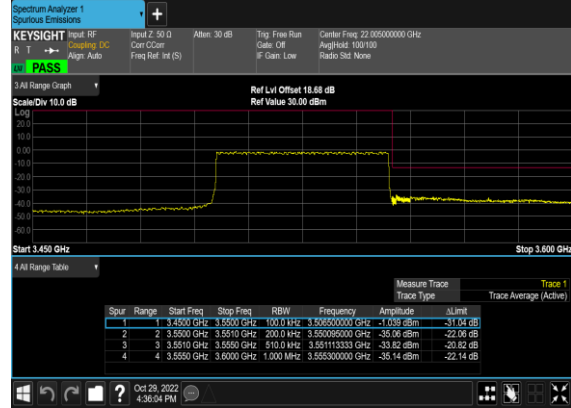 Spectrum Analyzer 1
Spurious Emissions
KEYSIGHT Input: RF Input Z: 50 Ω Atten: 30 dB Trig: Free Run Center Freq: 22.005000000 GHz
R T Coupling: DC Corr CCorr Gate: Off Avg|Hold: 100/100
Align: Auto Freq Ref: Int (S) IF Gain: Low Radio Std: None
PASS
3 All Range Graph
Ref Lvl Offset 18.68 dB
Scale/Div 10.0 dB Ref Value 30.00 dBm
Log
20.0
10.0
0.00
-10.0
-20.0
-30.0
-40.0
-50.0
-60.0
Start 3.450 GHz Stop 3.600 GHz
4 All Range Table
Measure Trace Trace 1
Trace Type Trace Average (Active)
Spur Range Start Freq Stop Freq RBW Frequency Amplitude ΔLimit
1 1 3.4500 GHz 3.5500 GHz 100.0 kHz 3.506500000 GHz -1.039 dBm -31.04 dB
2 2 3.5500 GHz 3.5510 GHz 200.0 kHz 3.550095000 GHz -35.06 dBm -22.06 dB
3 3 3.5510 GHz 3.5550 GHz 510.0 kHz 3.551113333 GHz -33.82 dBm -20.82 dB
4 4 3.5550 GHz 3.6000 GHz 1.000 MHz 3.555300000 GHz -35.14 dBm -22.14 dB
Oct 29, 2022
4:36:04 PM